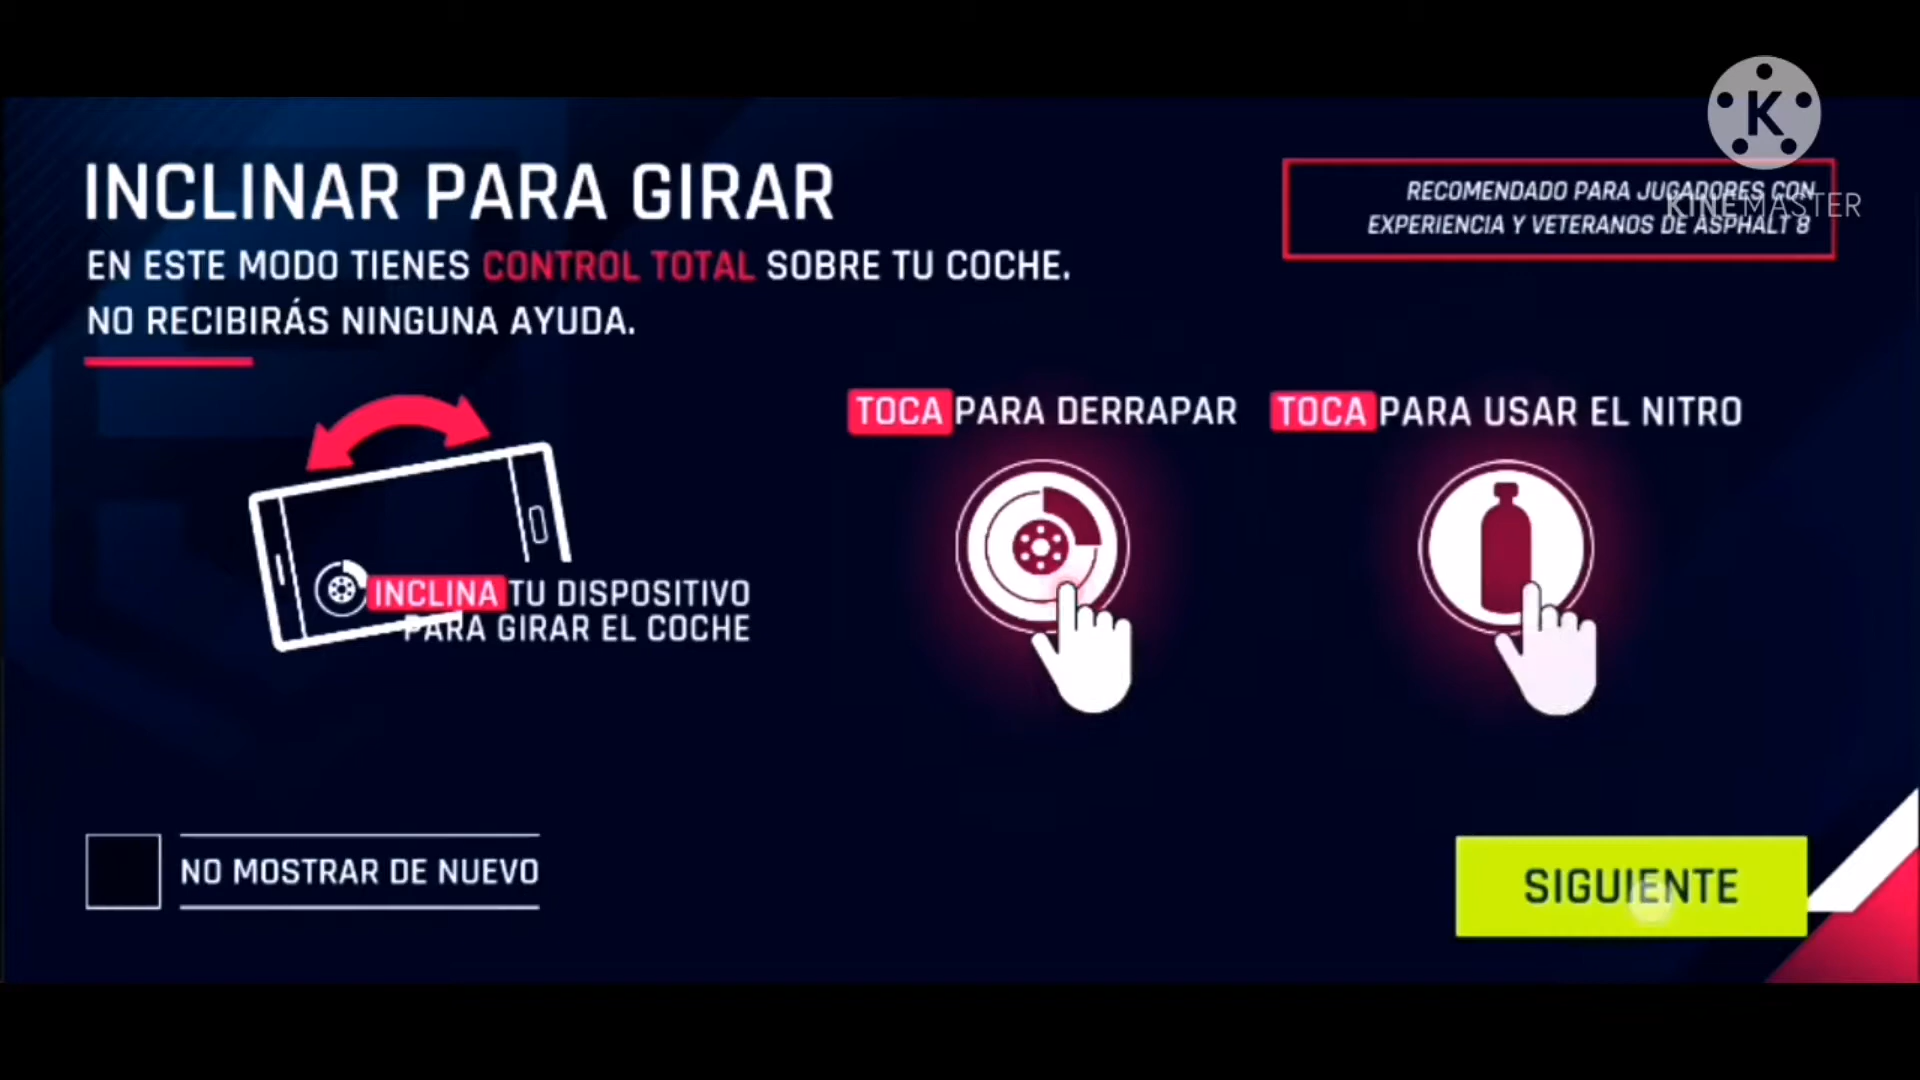 INCLINAR PARA GIRAR
EN ESTE MODO TIENES CONTROL TOTAL SOBRE TU COCHE.
NO RECIBIRÁS NINGUNA AYUDA.
RECOMENDADO PARA JUGADORES CON
EXPERIENCIA Y VETERANOS DE ASPHALT 8
K
KINEMASTER
INCLINA TU DISPOSITIVO
PARA GIRAR EL COCHE
TOCA PARA DERRAPAR
TOCA PARA USAR EL NITRO
NO MOSTRAR DE NUEVO
SIGUIENTE